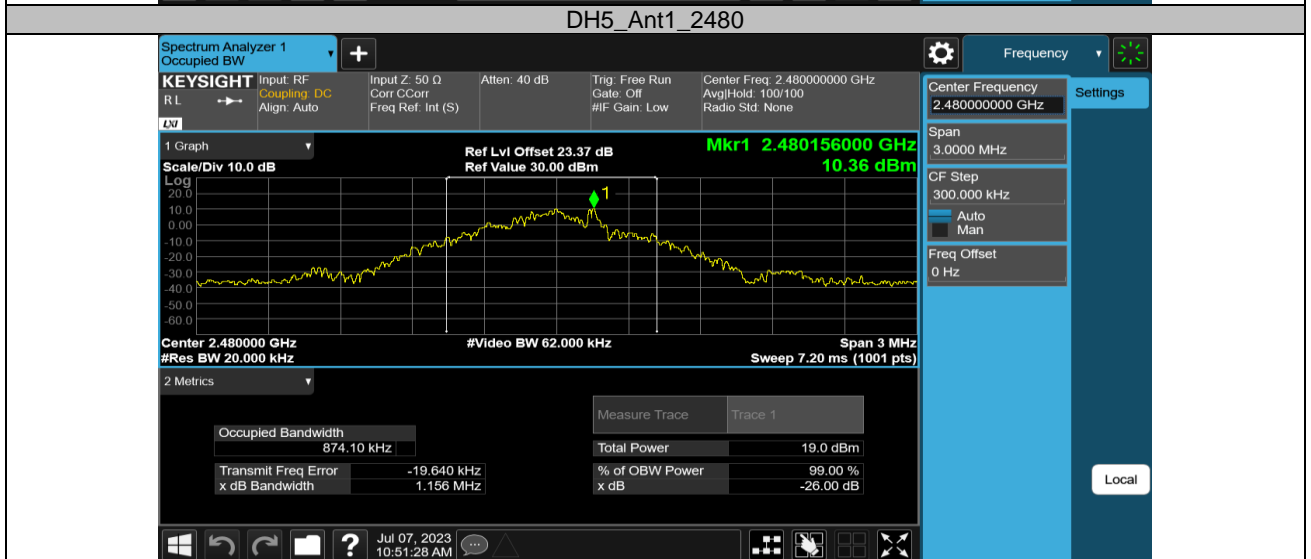 DH5_Ant1_2480
Spectrum Analyzer 1
Occupied BW
Frequency
KEYSIGHT
R L
LXI
Input: RF
Coupling: DC
Align: Auto
Input Z: 50 Ω
Corr CCorr
Freq Ref: Int (S)
Atten: 40 dB
Trig: Free Run
Gate: Off
#IF Gain: Low
Center Freq: 2.480000000 GHz
Avg|Hold: 100/100
Radio Std: None
Center Frequency
2.480000000 GHz
Settings
Span
3.0000 MHz
CF Step
300.000 kHz
Auto
Man
Freq Offset
0 Hz
1 Graph
Scale/Div 10.0 dB
Ref Lvl Offset 23.37 dB
Ref Value 30.00 dBm
Mkr1 2.480156000 GHz
10.36 dBm
Log
20.0
10.0
0.00
-10.0
-20.0
-30.0
-40.0
-50.0
-60.0
1
Center 2.480000 GHz
#Video BW 62.000 kHz
Span 3 MHz
#Res BW 20.000 kHz
Sweep 7.20 ms (1001 pts)
2 Metrics
Measure Trace
Trace 1
Occupied Bandwidth
874.10 kHz
Total Power
19.0 dBm
Transmit Freq Error
-19.640 kHz
% of OBW Power
99.00 %
x dB Bandwidth
1.156 MHz
x dB
-26.00 dB
Local
?
Jul 07, 2023
10:51:28 AM